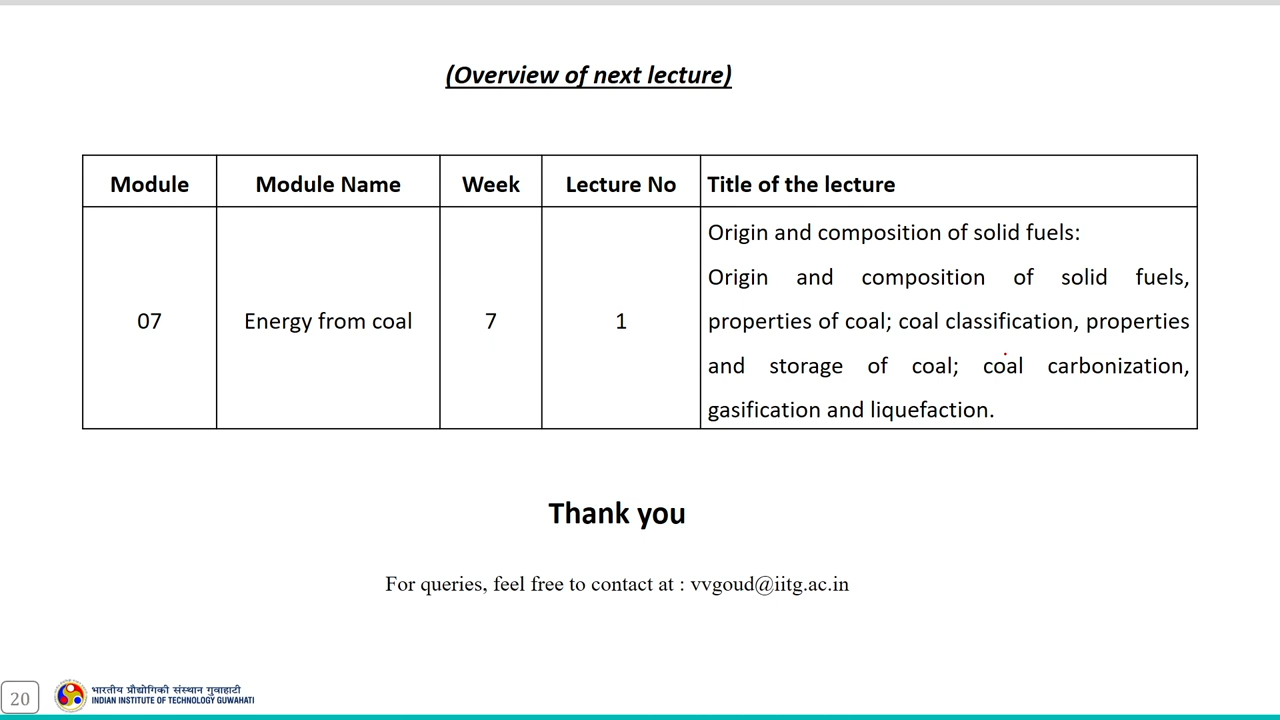 (Overview of next lecture)
Module Module Name Week Lecture No Title of the lecture
Origin and composition of solid fuels:
Origin and composition of solid fuels,
07 Energy from coal 7 1 properties of coal; coal classification, properties
and storage of coal; coal carbonization,
gasification and liquefaction.
Thank you
For queries, feel free to contact at : vvgoud@iitg.ac.in
20
भारतीय प्रौद्योगिकी संस्थान गुवाहाटी
INDIAN INSTITUTE OF TECHNOLOGY GUWAHATI